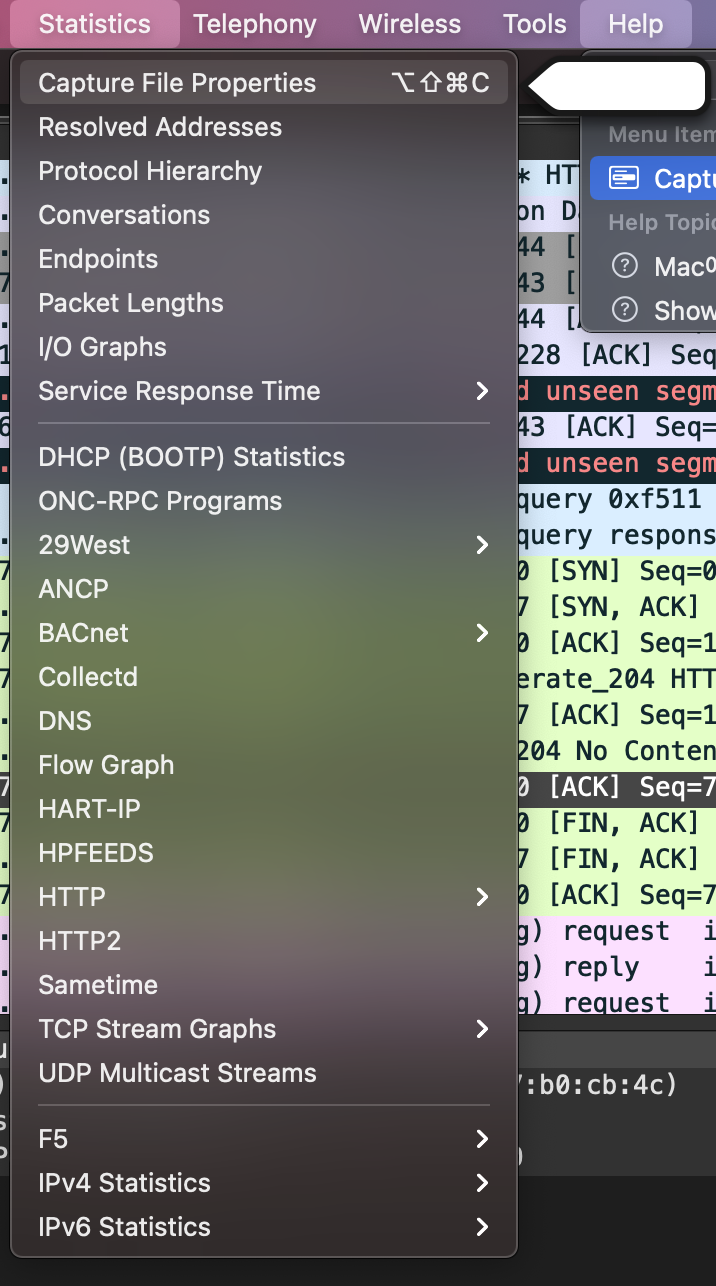 Statistics Telephony Wireless Tools Help
Capture File Properties ⌥⇧⌘C
Resolved Addresses
Protocol Hierarchy
Conversations
Endpoints
Packet Lengths
I/O Graphs
Service Response Time
DHCP (BOOTP) Statistics
ONC-RPC Programs
29West
ANCP
BACnet
Collectd
DNS
Flow Graph
HART-IP
HPFEEDS
HTTP
HTTP2
Sametime
TCP Stream Graphs
UDP Multicast Streams
F5
IPv4 Statistics
IPv6 Statistics
Menu Item
Help Topic
Show
* HT
on D
44 [
43 [
44 [
228 [ACK] Seq
d unseen segm
43 [ACK] Seq=
d unseen segm
query 0xf511
query respons
0 [SYN] Seq=0
7 [SYN, ACK]
0 [ACK] Seq=1
erate_204 HTT
7 [ACK] Seq=1
204 No Conten
0 [ACK] Seq=7
0 [FIN, ACK]
7 [FIN, ACK]
0 [ACK] Seq=7
g) request i
g) reply i
g) request i
:b0:cb:4c)